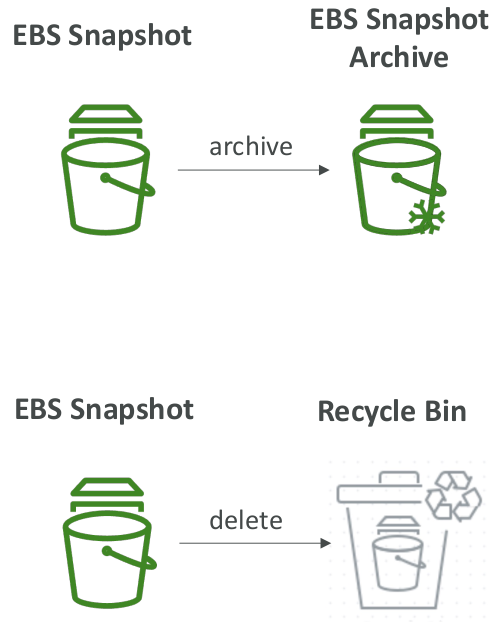 EBS Snapshot
EBS Snapshot
Archive
archive
EBS Snapshot
Recycle Bin
delete